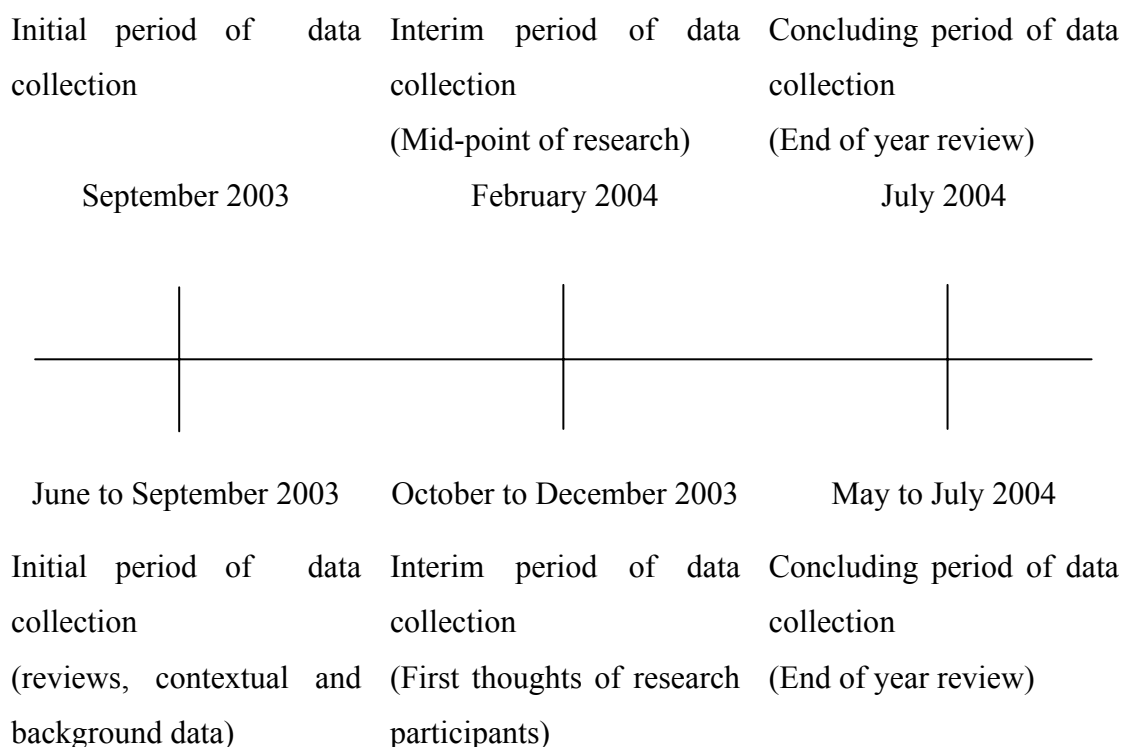 Initial period of data
collection
Interim period of data
collection
(Mid-point of research)
Concluding period of data
collection
(End of year review)
September 2003
February 2004
July 2004
June to September 2003
October to December 2003
May to July 2004
Initial period of data
collection
(reviews, contextual and
background data)
Interim period of data
collection
(First thoughts of research
participants)
Concluding period of data
collection
(End of year review)